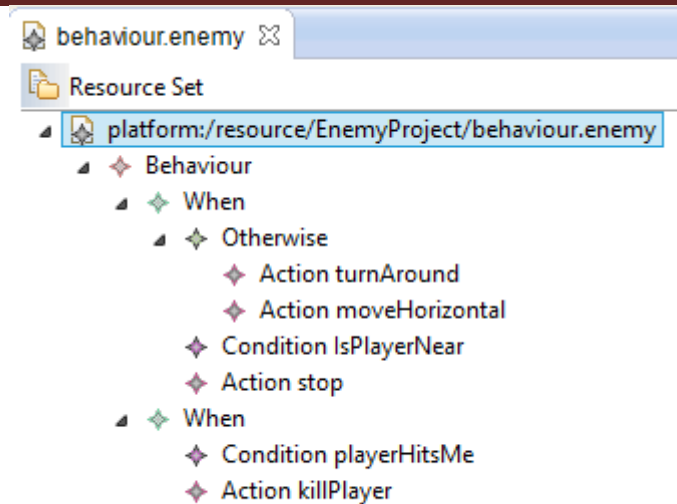 behaviour.enemy
Resource Set
platform:/resource/EnemyProject/behaviour.enemy
Behaviour
When
Otherwise
Action turnAround
Action moveHorizontal
Condition IsPlayerNear
Action stop
When
Condition playerHitsMe
Action killPlayer